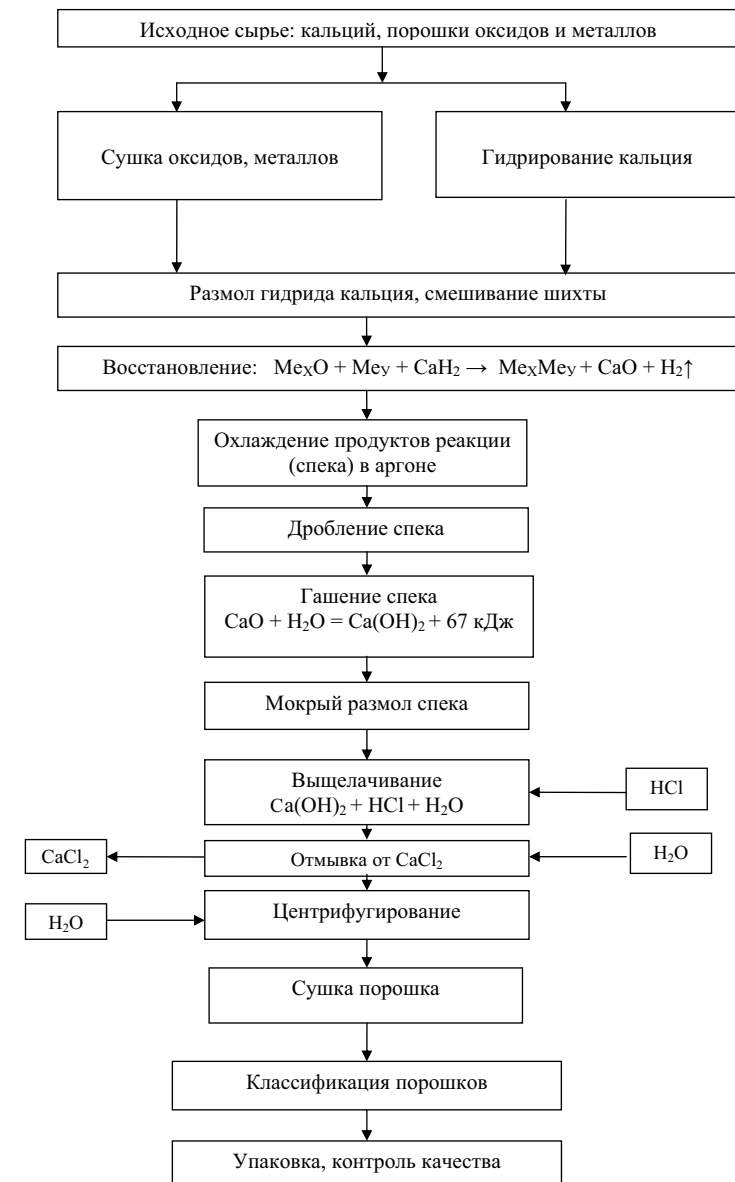 Исходное сырье: кальций, порошки оксидов и металлов
Сушка оксидов, металлов
Гидрирование кальция
Размол гидрида кальция, смешивание шихты
Восстановление: MeXO + MeУ + CaH2 → MeXMeУ + CaO + H2↑
Охлаждение продуктов реакции
(спека) в аргоне
Дробление спека
Гашение спека
CaO + H2O = Ca(OH)2 + 67 кДж
Мокрый размол спека
Выщелачивание
Ca(OH)2 + HCl + H2O
HCl
CaCl2
Отмывка от CaCl2
H2O
H2O
Центрифугирование
Сушка порошка
Классификация порошков
Упаковка, контроль качества